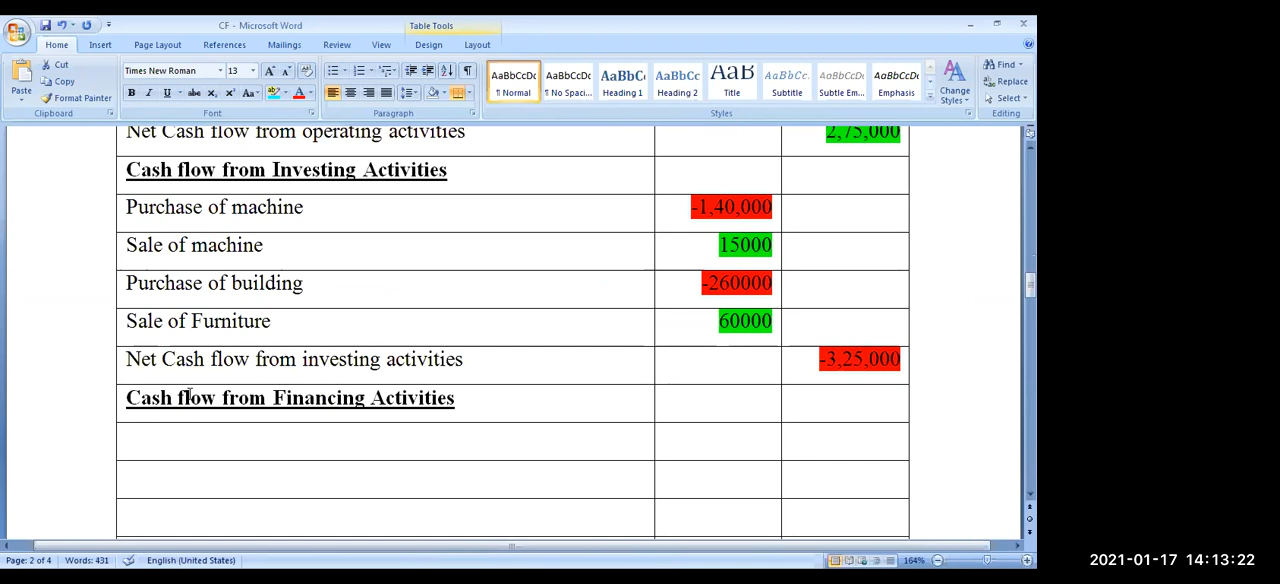 CF - Microsoft Word
Table Tools
Home Insert Page Layout References Mailings Review View Design Layout
Cut
Copy
Format Painter
Paste
Clipboard
Times New Roman 13
Font
Paragraph
AaBbCcDc AaBbCcDc AaBbC AaBbCc AaB AaBbCc. AaBbCcDc AaBbCcDc
¶ Normal ¶ No Spaci... Heading 1 Heading 2 Title Subtitle Subtle Em... Emphasis
Change
Styles
Styles
Find
Replace
Select
Editing
Net Cash flow from operating activities 2,75,000
Cash flow from Investing Activities
Purchase of machine -1,40,000
Sale of machine 15000
Purchase of building -260000
Sale of Furniture 60000
Net Cash flow from investing activities -3,25,000
Cash flow from Financing Activities
Page: 2 of 4 Words: 431 English (United States) 164%
2021-01-17 14:13:22